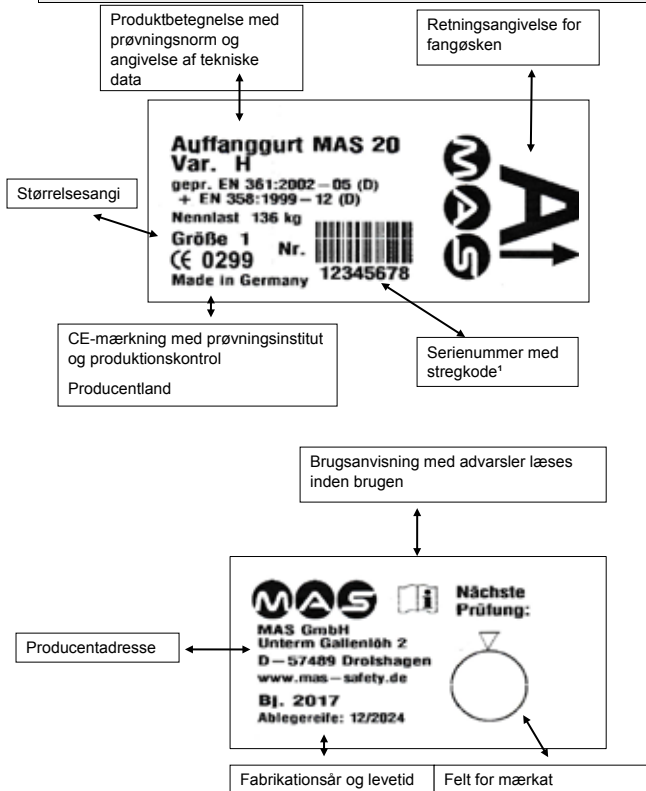 Produktbetegnelse med
prøvningsnorm og
angivelse af tekniske
data
Retningsangivelse for
fangøsken
Auffanggurt MAS 20
Var. H
gepr. EN 361:2002 – 05 (D)
+ EN 358:1999 – 12 (D)
Nennlast 136 kg
Größe 1
CE 0299
Made in Germany
Nr.
12345678
MAS
A
Størrelsesangi
CE-mærkning med prøvningsinstitut
og produktionskontrol
Producentland
Serienummer med
stregkode¹
Brugsanvisning med advarsler læses
inden brugen
MAS
MAS GmbH
Unterm Gallenlöh 2
D – 57489 Drolshagen
www.mas–safety.de
Bj. 2017
Ablegereife: 12/2024
i
Nächste
Prüfung:
Producentadresse
Fabrikationsår og levetid
Felt for mærkat